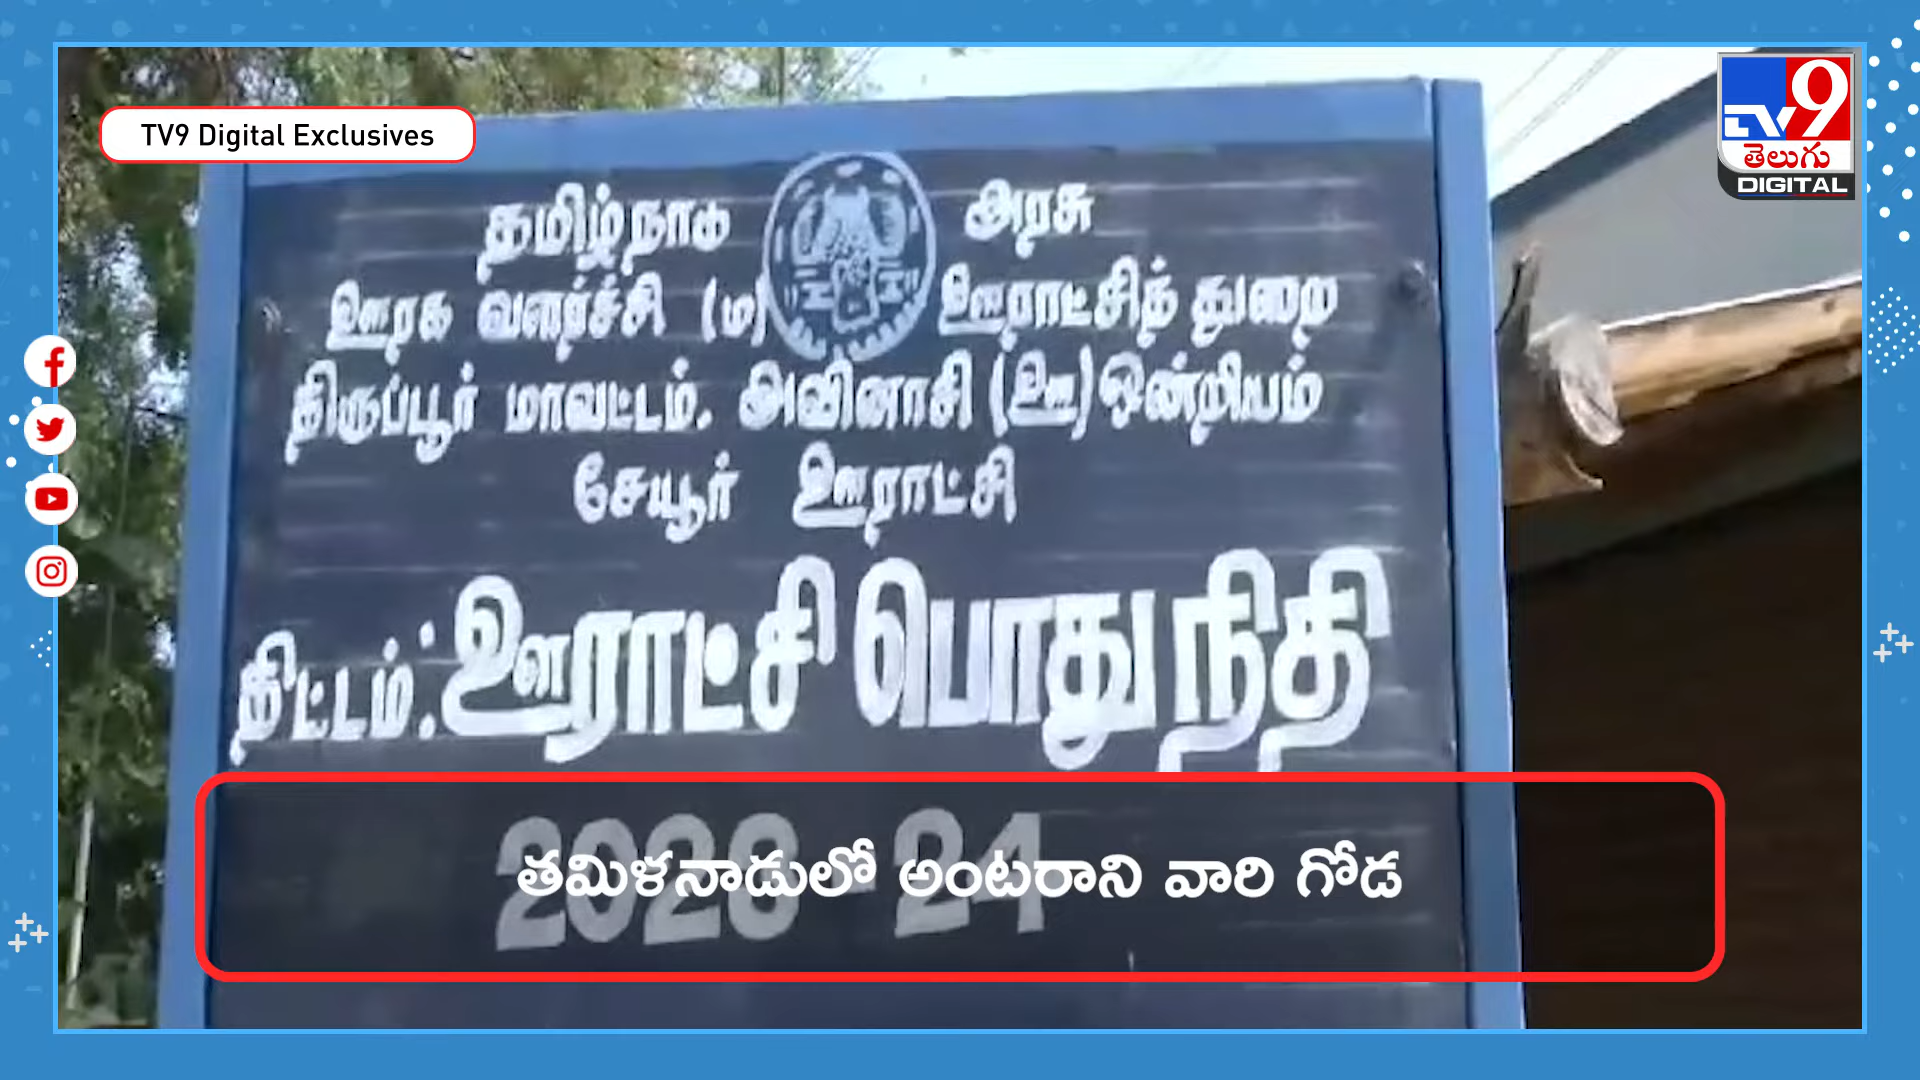 TV9 Digital Exclusives
TV9
తెలుగు
DIGITAL
தமிழ்நாடு அரசு
ஊரக வளர்ச்சி (ம) ஊராட்சித் துறை
திருப்பூர் மாவட்டம். அவினாசி (ஊ) ஒன்றியம்
சேயூர் ஊராட்சி
திட்டம்: ஊராட்சி பொது நிதி
2023-24
తమిళనాడులో అంటరాని వారి గోడ